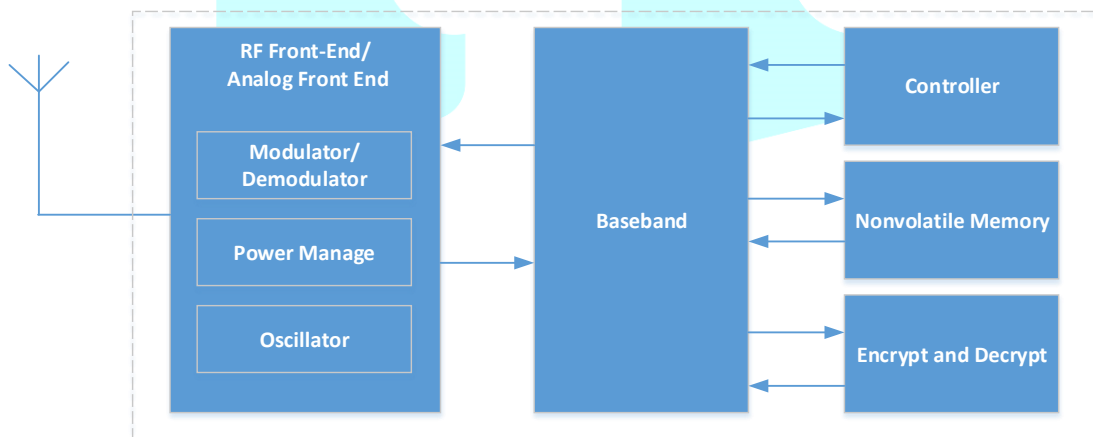 RF Front-End/
Analog Front End
Modulator/
Demodulator
Power Manage
Oscillator
Baseband
Controller
Nonvolatile Memory
Encrypt and Decrypt